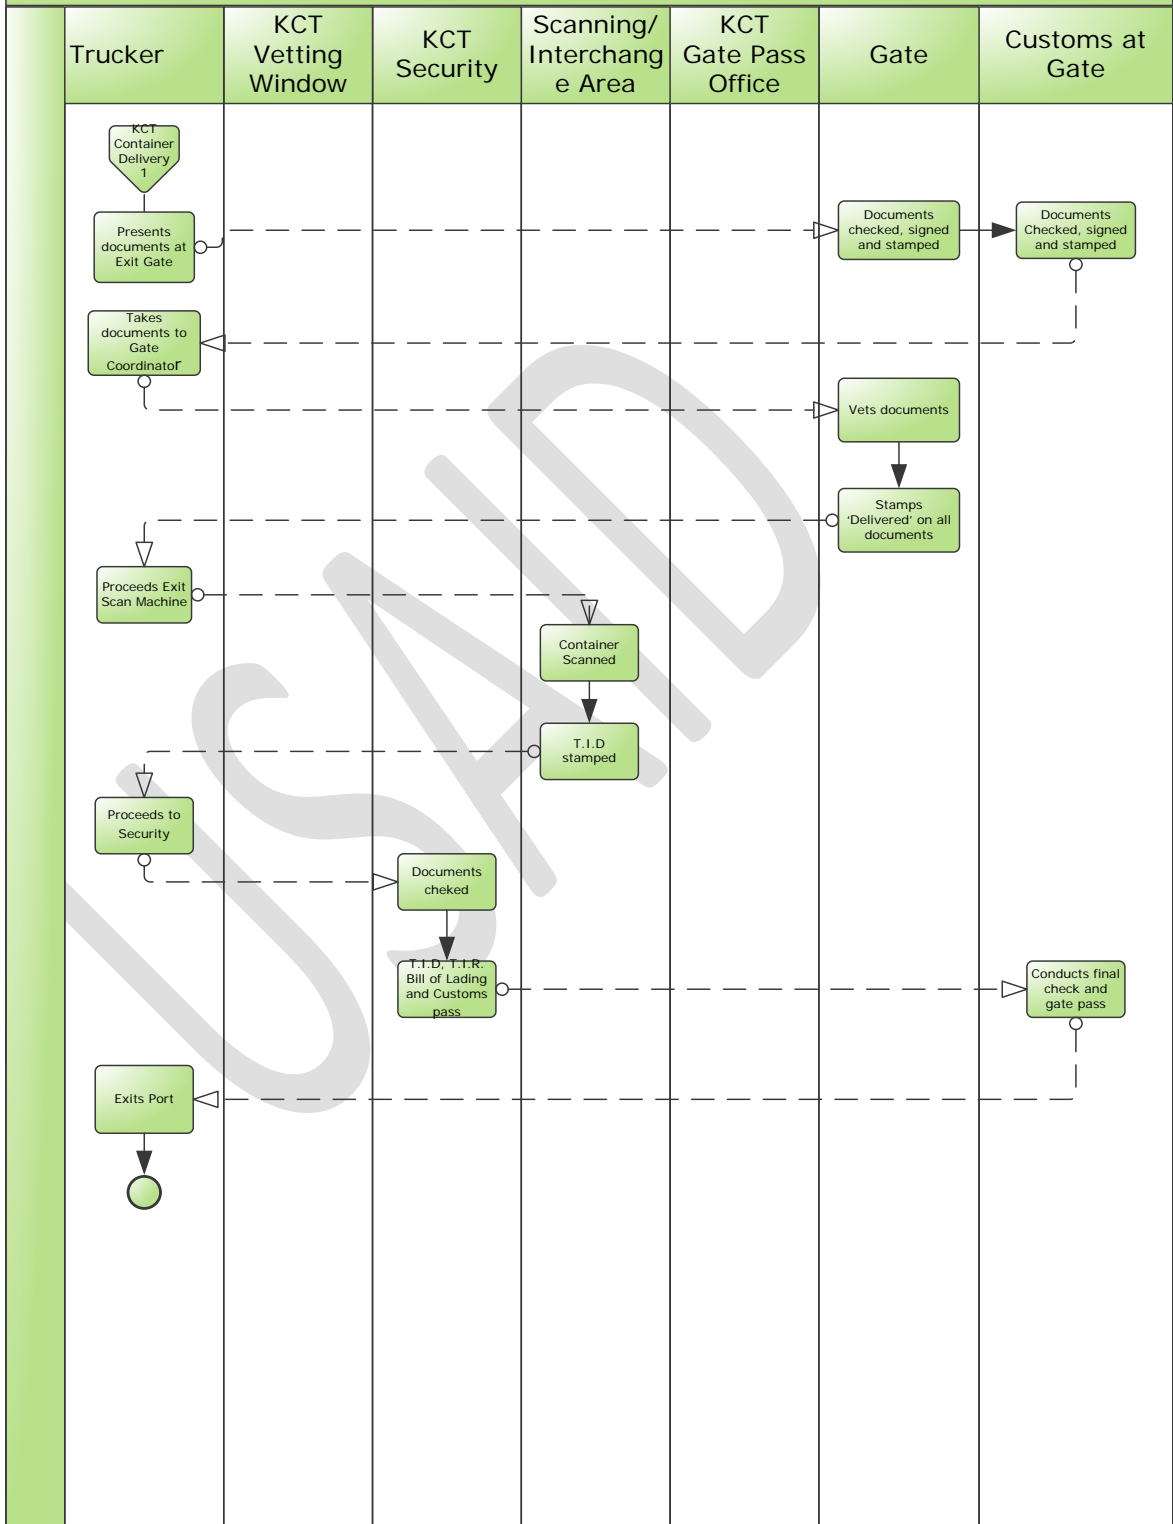 Trucker
KCT
Vetting
Window
KCT
Security
Scanning/
Interchang
e Area
KCT
Gate Pass
Office
Gate
Customs at
Gate
KCT
Container
Delivery
1
Presents
documents at
Exit Gate
Documents
checked, signed
and stamped
Documents
Checked, signed
and stamped
Takes
documents to
Gate
Coordinator
Vets documents
Stamps
‘Delivered’ on all
documents
Proceeds Exit
Scan Machine
Container
Scanned
T.I.D
stamped
Proceeds to
Security
Documents
cheked
T.I.D, T.I.R.
Bill of Lading
and Customs
pass
Conducts final
check and
gate pass
Exits Port
USAID